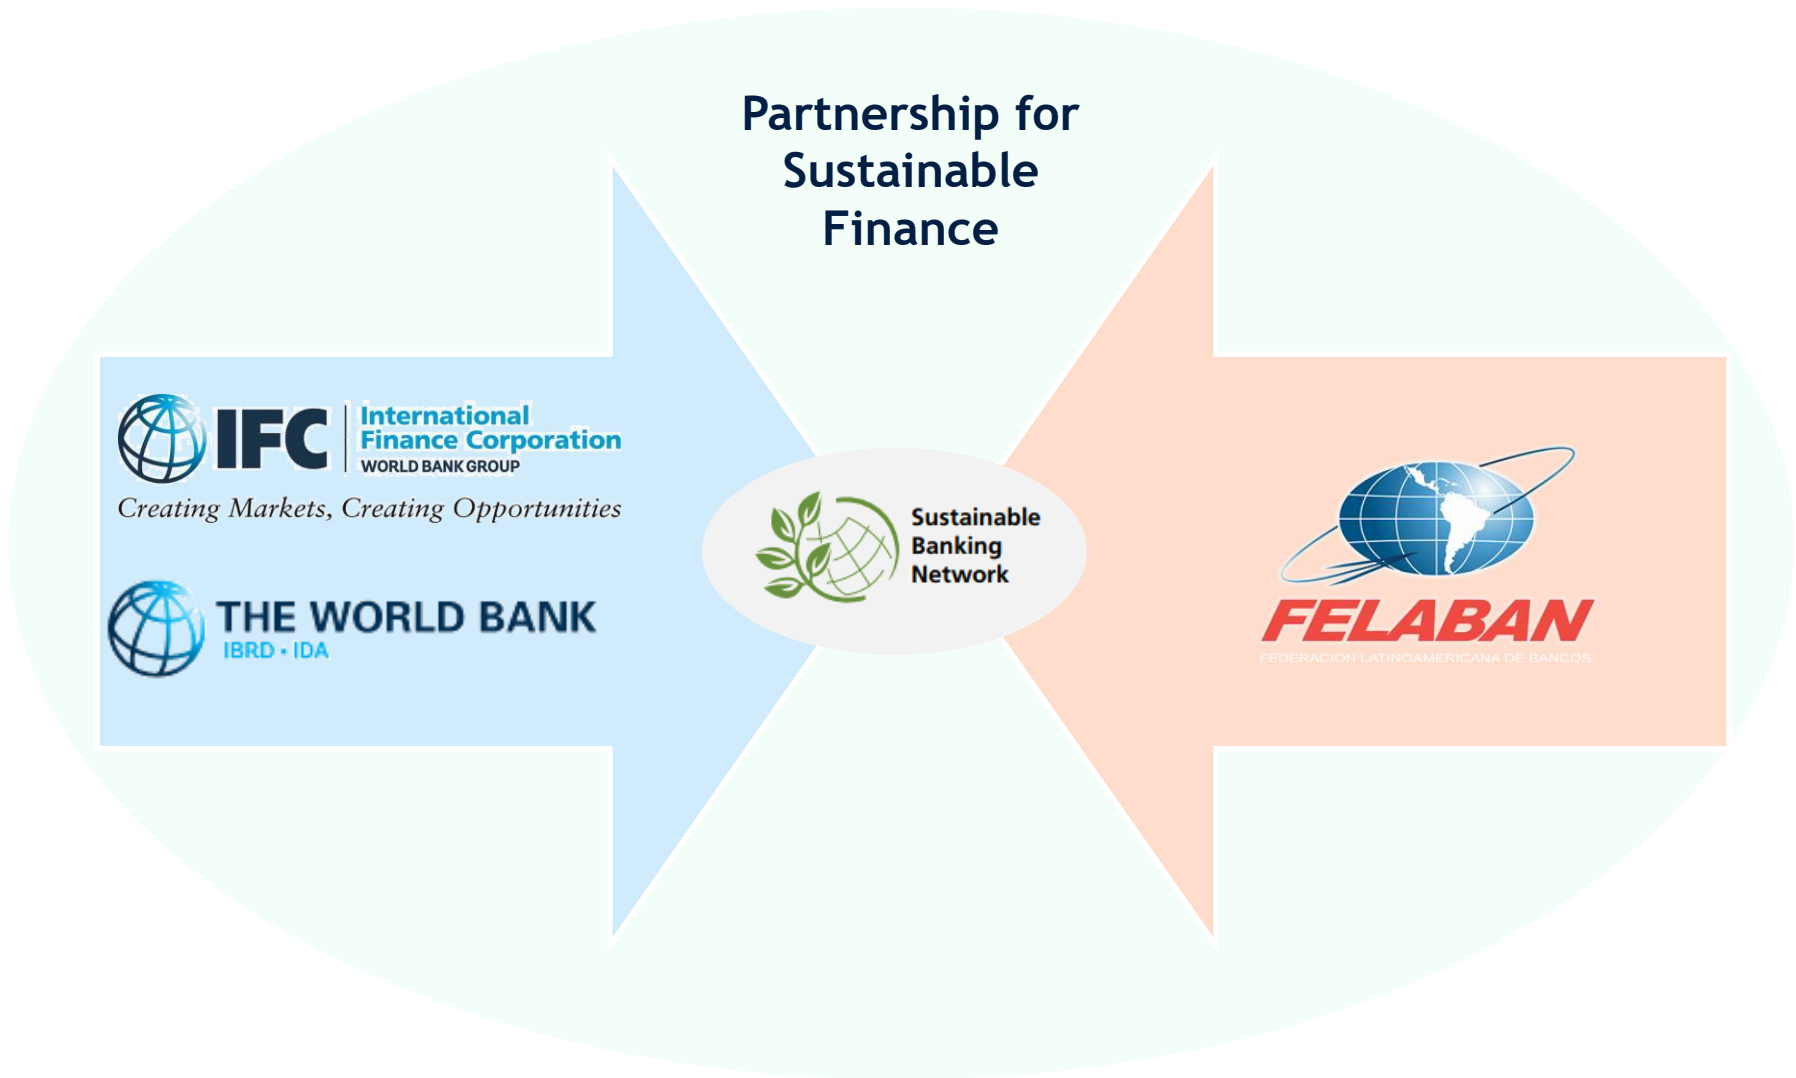 Partnership for
Sustainable
Finance
IFC
International
Finance Corporation
WORLD BANK GROUP
Creating Markets, Creating Opportunities
THE WORLD BANK
IBRD • IDA
Sustainable
Banking
Network
FELABAN
FEDERACION LATINOAMERICANA DE BANCOS